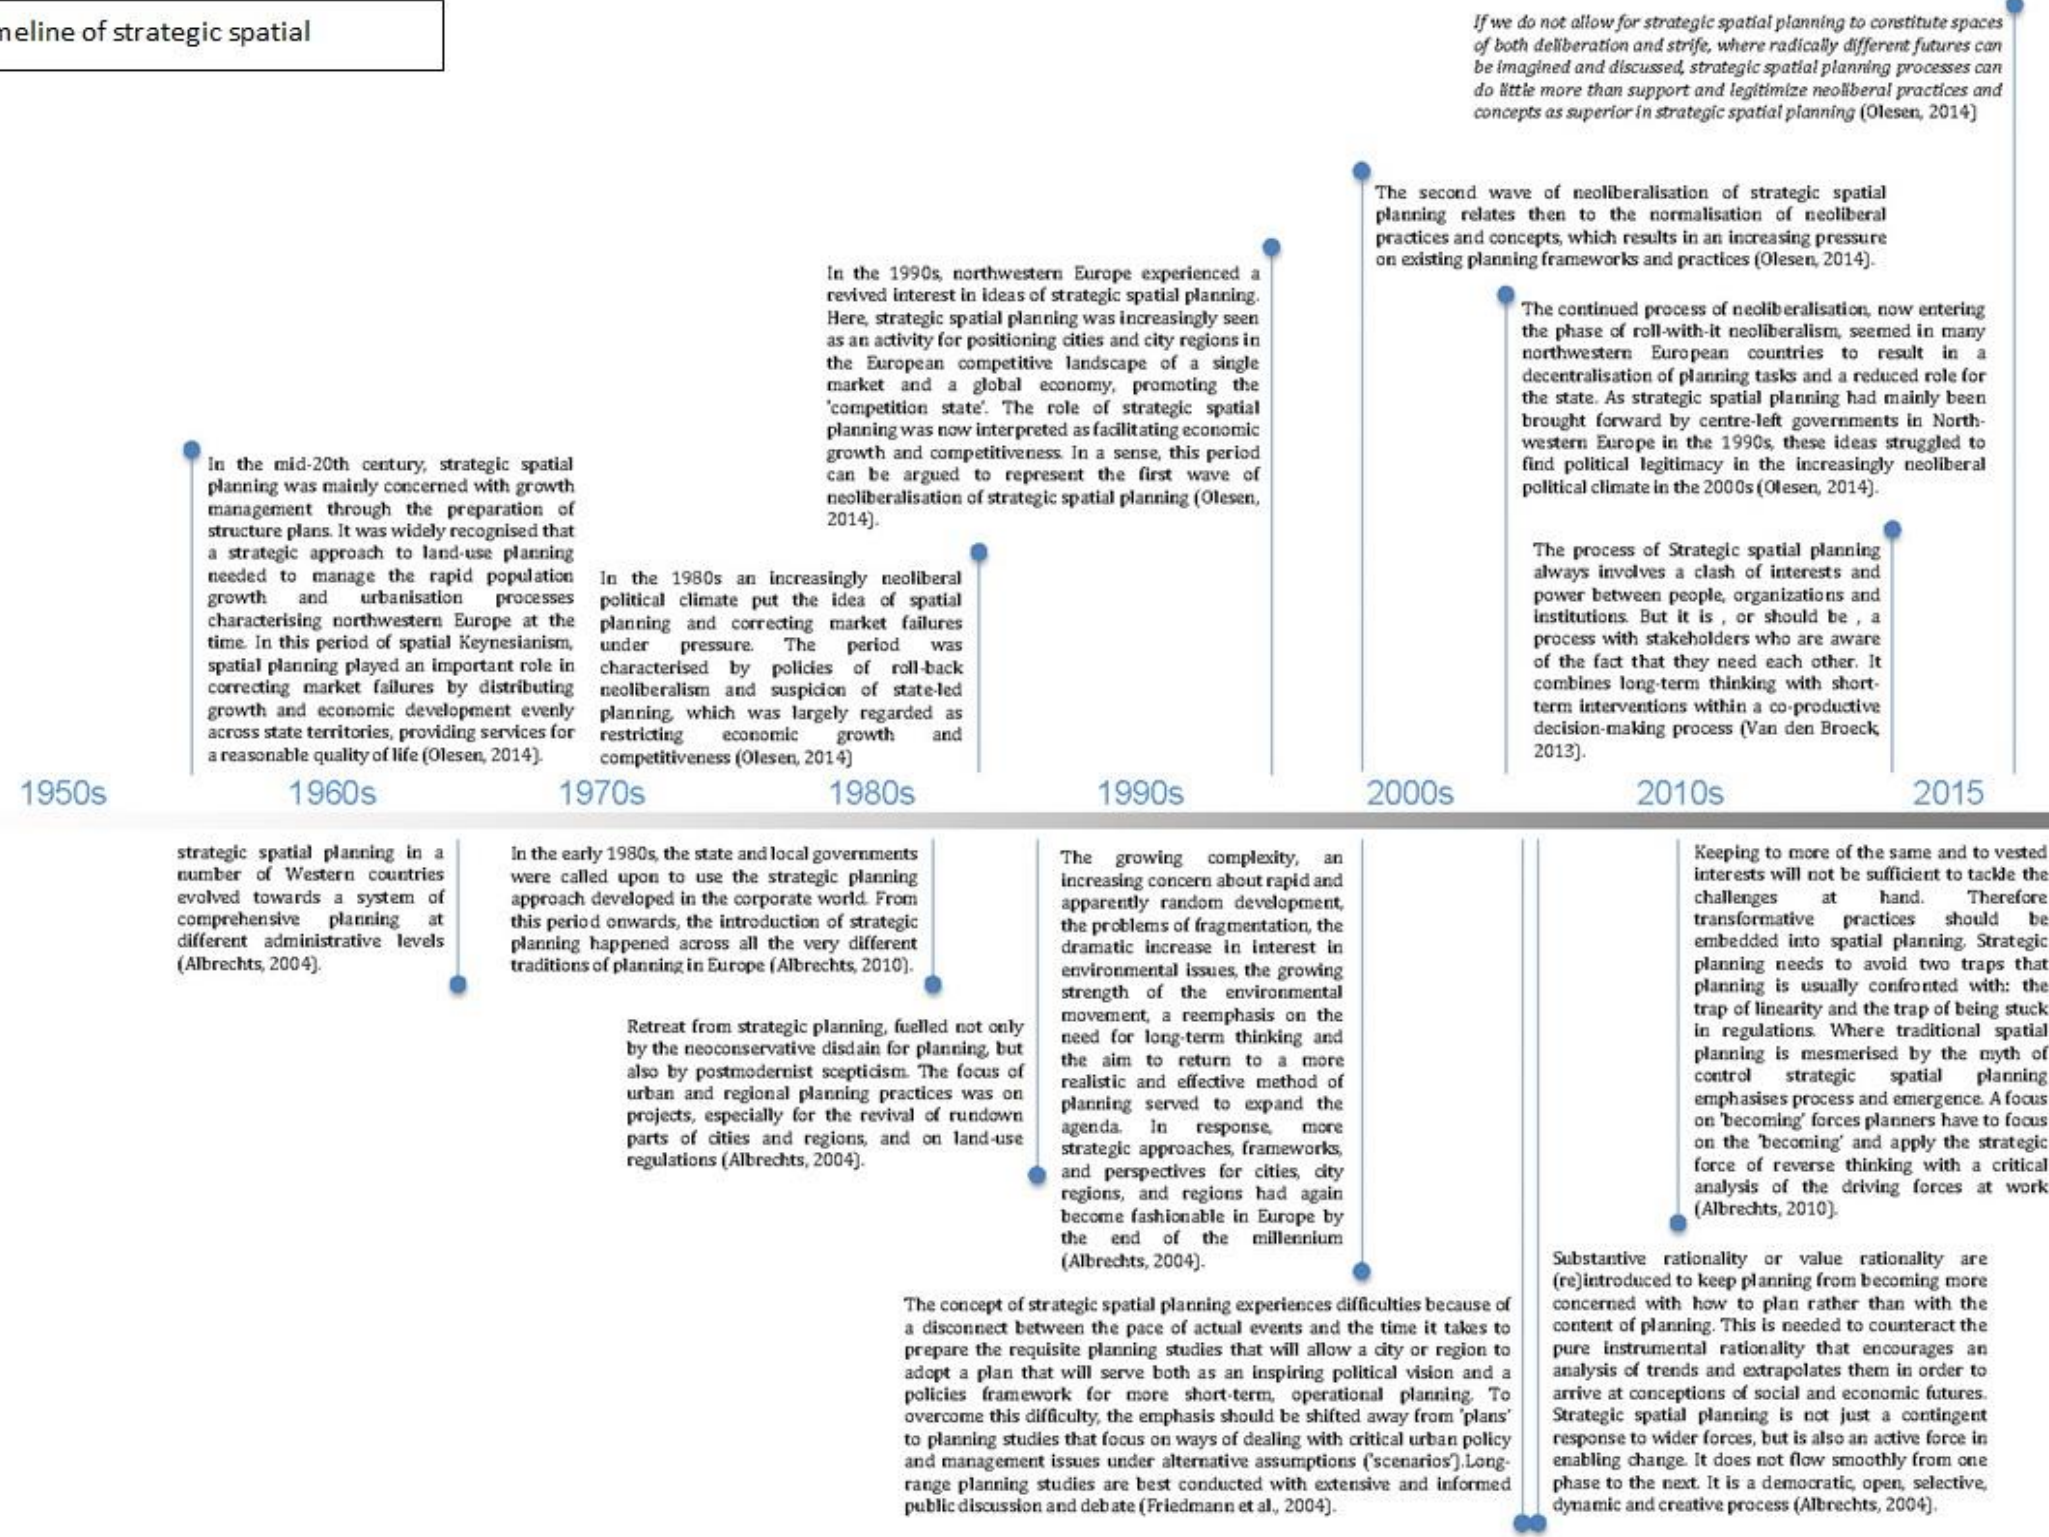 meline of strategic spatial
If we do not allow for strategic spatial planning to constitute spaces
of both deliberation and strife, where radically different futures can
be imagined and discussed, strategic spatial planning processes can
do little more than support and legitimize neoliberal practices and
concepts as superior in strategic spatial planning (Olesen, 2014)
The second wave of neoliberalisation of strategic spatial
planning relates then to the normalisation of neoliberal
practices and concepts, which results in an increasing pressure
on existing planning frameworks and practices (Olesen, 2014).
In the 1990s, northwestern Europe experienced a
revived interest in ideas of strategic spatial planning.
Here, strategic spatial planning was increasingly seen
as an activity for positioning cities and city regions in
the European competitive landscape of a single
market and a global economy, promoting the
'competition state'. The role of strategic spatial
planning was now interpreted as facilitating economic
growth and competitiveness. In a sense, this period
can be argued to represent the first wave of
neoliberalisation of strategic spatial planning (Olesen,
2014).
The continued process of neoliberalisation, now entering
the phase of roll-with-it neoliberalism, seemed in many
northwestern European countries to result in a
decentralisation of planning tasks and a reduced role for
the state. As strategic spatial planning had mainly been
brought forward by centre-left governments in North-
western Europe in the 1990s, these ideas struggled to
find political legitimacy in the increasingly neoliberal
political climate in the 2000s (Olesen, 2014).
In the mid-20th century, strategic spatial
planning was mainly concerned with growth
management through the preparation of
structure plans. It was widely recognised that
a strategic approach to land-use planning
needed to manage the rapid population
growth and urbanisation processes
characterising northwestern Europe at the
time. In this period of spatial Keynesianism,
spatial planning played an important role in
correcting market failures by distributing
growth and economic development evenly
across state territories, providing services for
a reasonable quality of life (Olesen, 2014).
In the 1980s an increasingly neoliberal
political climate put the idea of spatial
planning and correcting market failures
under pressure. The period was
characterised by policies of roll-back
neoliberalism and suspicion of state-led
planning, which was largely regarded as
restricting economic growth and
competitiveness (Olesen, 2014)
The process of Strategic spatial planning
always involves a clash of interests and
power between people, organizations and
institutions. But it is , or should be , a
process with stakeholders who are aware
of the fact that they need each other. It
combines long-term thinking with short-
term interventions within a co-productive
decision-making process (Van den Broeck,
2013).
1950s 1960s 1970s 1980s 1990s 2000s 2010s 2015
strategic spatial planning in a
number of Western countries
evolved towards a system of
comprehensive planning at
different administrative levels
(Albrechts, 2004).
In the early 1980s, the state and local governments
were called upon to use the strategic planning
approach developed in the corporate world. From
this period onwards, the introduction of strategic
planning happened across all the very different
traditions of planning in Europe (Albrechts, 2010).
Retreat from strategic planning, fuelled not only
by the neoconservative disdain for planning, but
also by postmodernist scepticism. The focus of
urban and regional planning practices was on
projects, especially for the revival of rundown
parts of cities and regions, and on land-use
regulations (Albrechts, 2004).
The growing complexity, an
increasing concern about rapid and
apparently random development,
the problems of fragmentation, the
dramatic increase in interest in
environmental issues, the growing
strength of the environmental
movement, a reemphasis on the
need for long-term thinking and
the aim to return to a more
realistic and effective method of
planning served to expand the
agenda. In response, more
strategic approaches, frameworks,
and perspectives for cities, city
regions, and regions had again
become fashionable in Europe by
the end of the millennium
(Albrechts, 2004).
Keeping to more of the same and to vested
interests will not be sufficient to tackle the
challenges at hand. Therefore
transformative practices should be
embedded into spatial planning. Strategic
planning needs to avoid two traps that
planning is usually confronted with: the
trap of linearity and the trap of being stuck
in regulations. Where traditional spatial
planning is mesmerised by the myth of
control strategic spatial planning
emphasises process and emergence. A focus
on 'becoming' forces planners have to focus
on the 'becoming' and apply the strategic
force of reverse thinking with a critical
analysis of the driving forces at work
(Albrechts, 2010).
The concept of strategic spatial planning experiences difficulties because of
a disconnect between the pace of actual events and the time it takes to
prepare the requisite planning studies that will allow a city or region to
adopt a plan that will serve both as an inspiring political vision and a
policies framework for more short-term, operational planning. To
overcome this difficulty, the emphasis should be shifted away from 'plans'
to planning studies that focus on ways of dealing with critical urban policy
and management issues under alternative assumptions ('scenarios').Long-
range planning studies are best conducted with extensive and informed
public discussion and debate (Friedmann et al., 2004).
Substantive rationality or value rationality are
(re)introduced to keep planning from becoming more
concerned with how to plan rather than with the
content of planning. This is needed to counteract the
pure instrumental rationality that encourages an
analysis of trends and extrapolates them in order to
arrive at conceptions of social and economic futures.
Strategic spatial planning is not just a contingent
response to wider forces, but is also an active force in
enabling change. It does not flow smoothly from one
phase to the next. It is a democratic, open, selective,
dynamic and creative process (Albrechts, 2004).